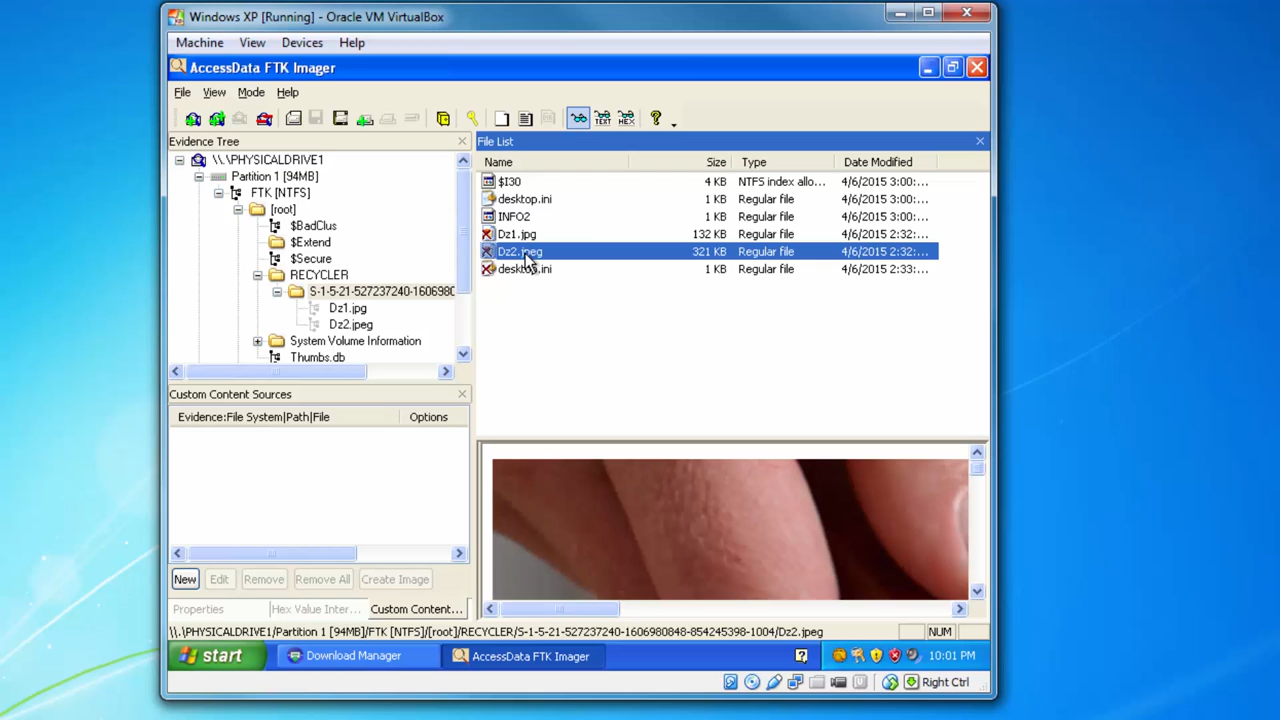 Windows XP [Running] - Oracle VM VirtualBox
Machine View Devices Help
AccessData FTK Imager
File View Mode Help
Evidence Tree
\\.\PHYSICALDRIVE1
Partition 1 [94MB]
FTK [NTFS]
[root]
$BadClus
$Extend
$Secure
RECYCLER
S-1-5-21-527237240-1606980
Dz1.jpg
Dz2.jpeg
System Volume Information
Thumbs.db
Custom Content Sources
Evidence:File System|Path|File Options
New Edit Remove Remove All Create Image
Properties Hex Value Inter... Custom Content...
File List
Name Size Type Date Modified
$I30 4 KB NTFS index allo... 4/6/2015 3:00:...
desktop.ini 1 KB Regular file 4/6/2015 3:00:...
INFO2 1 KB Regular file 4/6/2015 3:00:...
Dz1.jpg 132 KB Regular file 4/6/2015 2:32:...
Dz2.jpeg 321 KB Regular file 4/6/2015 2:32:...
desktop.ini 1 KB Regular file 4/6/2015 2:33:...
\\.\PHYSICALDRIVE1/Partition 1 [94MB]/FTK [NTFS]/[root]/RECYCLER/S-1-5-21-527237240-1606980848-854245398-1004/Dz2.jpeg NUM
start Download Manager AccessData FTK Imager 10:01 PM
Right Ctrl